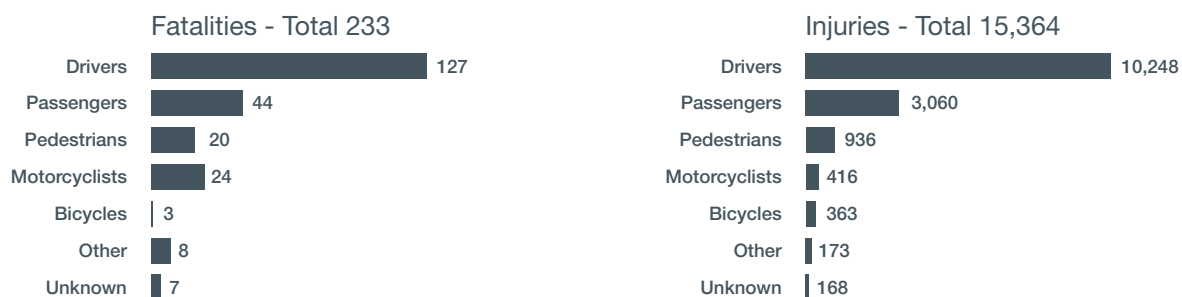 Fatalities - Total 233
Drivers 127
Passengers 44
Pedestrians 20
Motorcyclists 24
Bicycles 3
Other 8
Unknown 7
Injuries - Total 15,364
Drivers 10,248
Passengers 3,060
Pedestrians 936
Motorcyclists 416
Bicycles 363
Other 173
Unknown 168